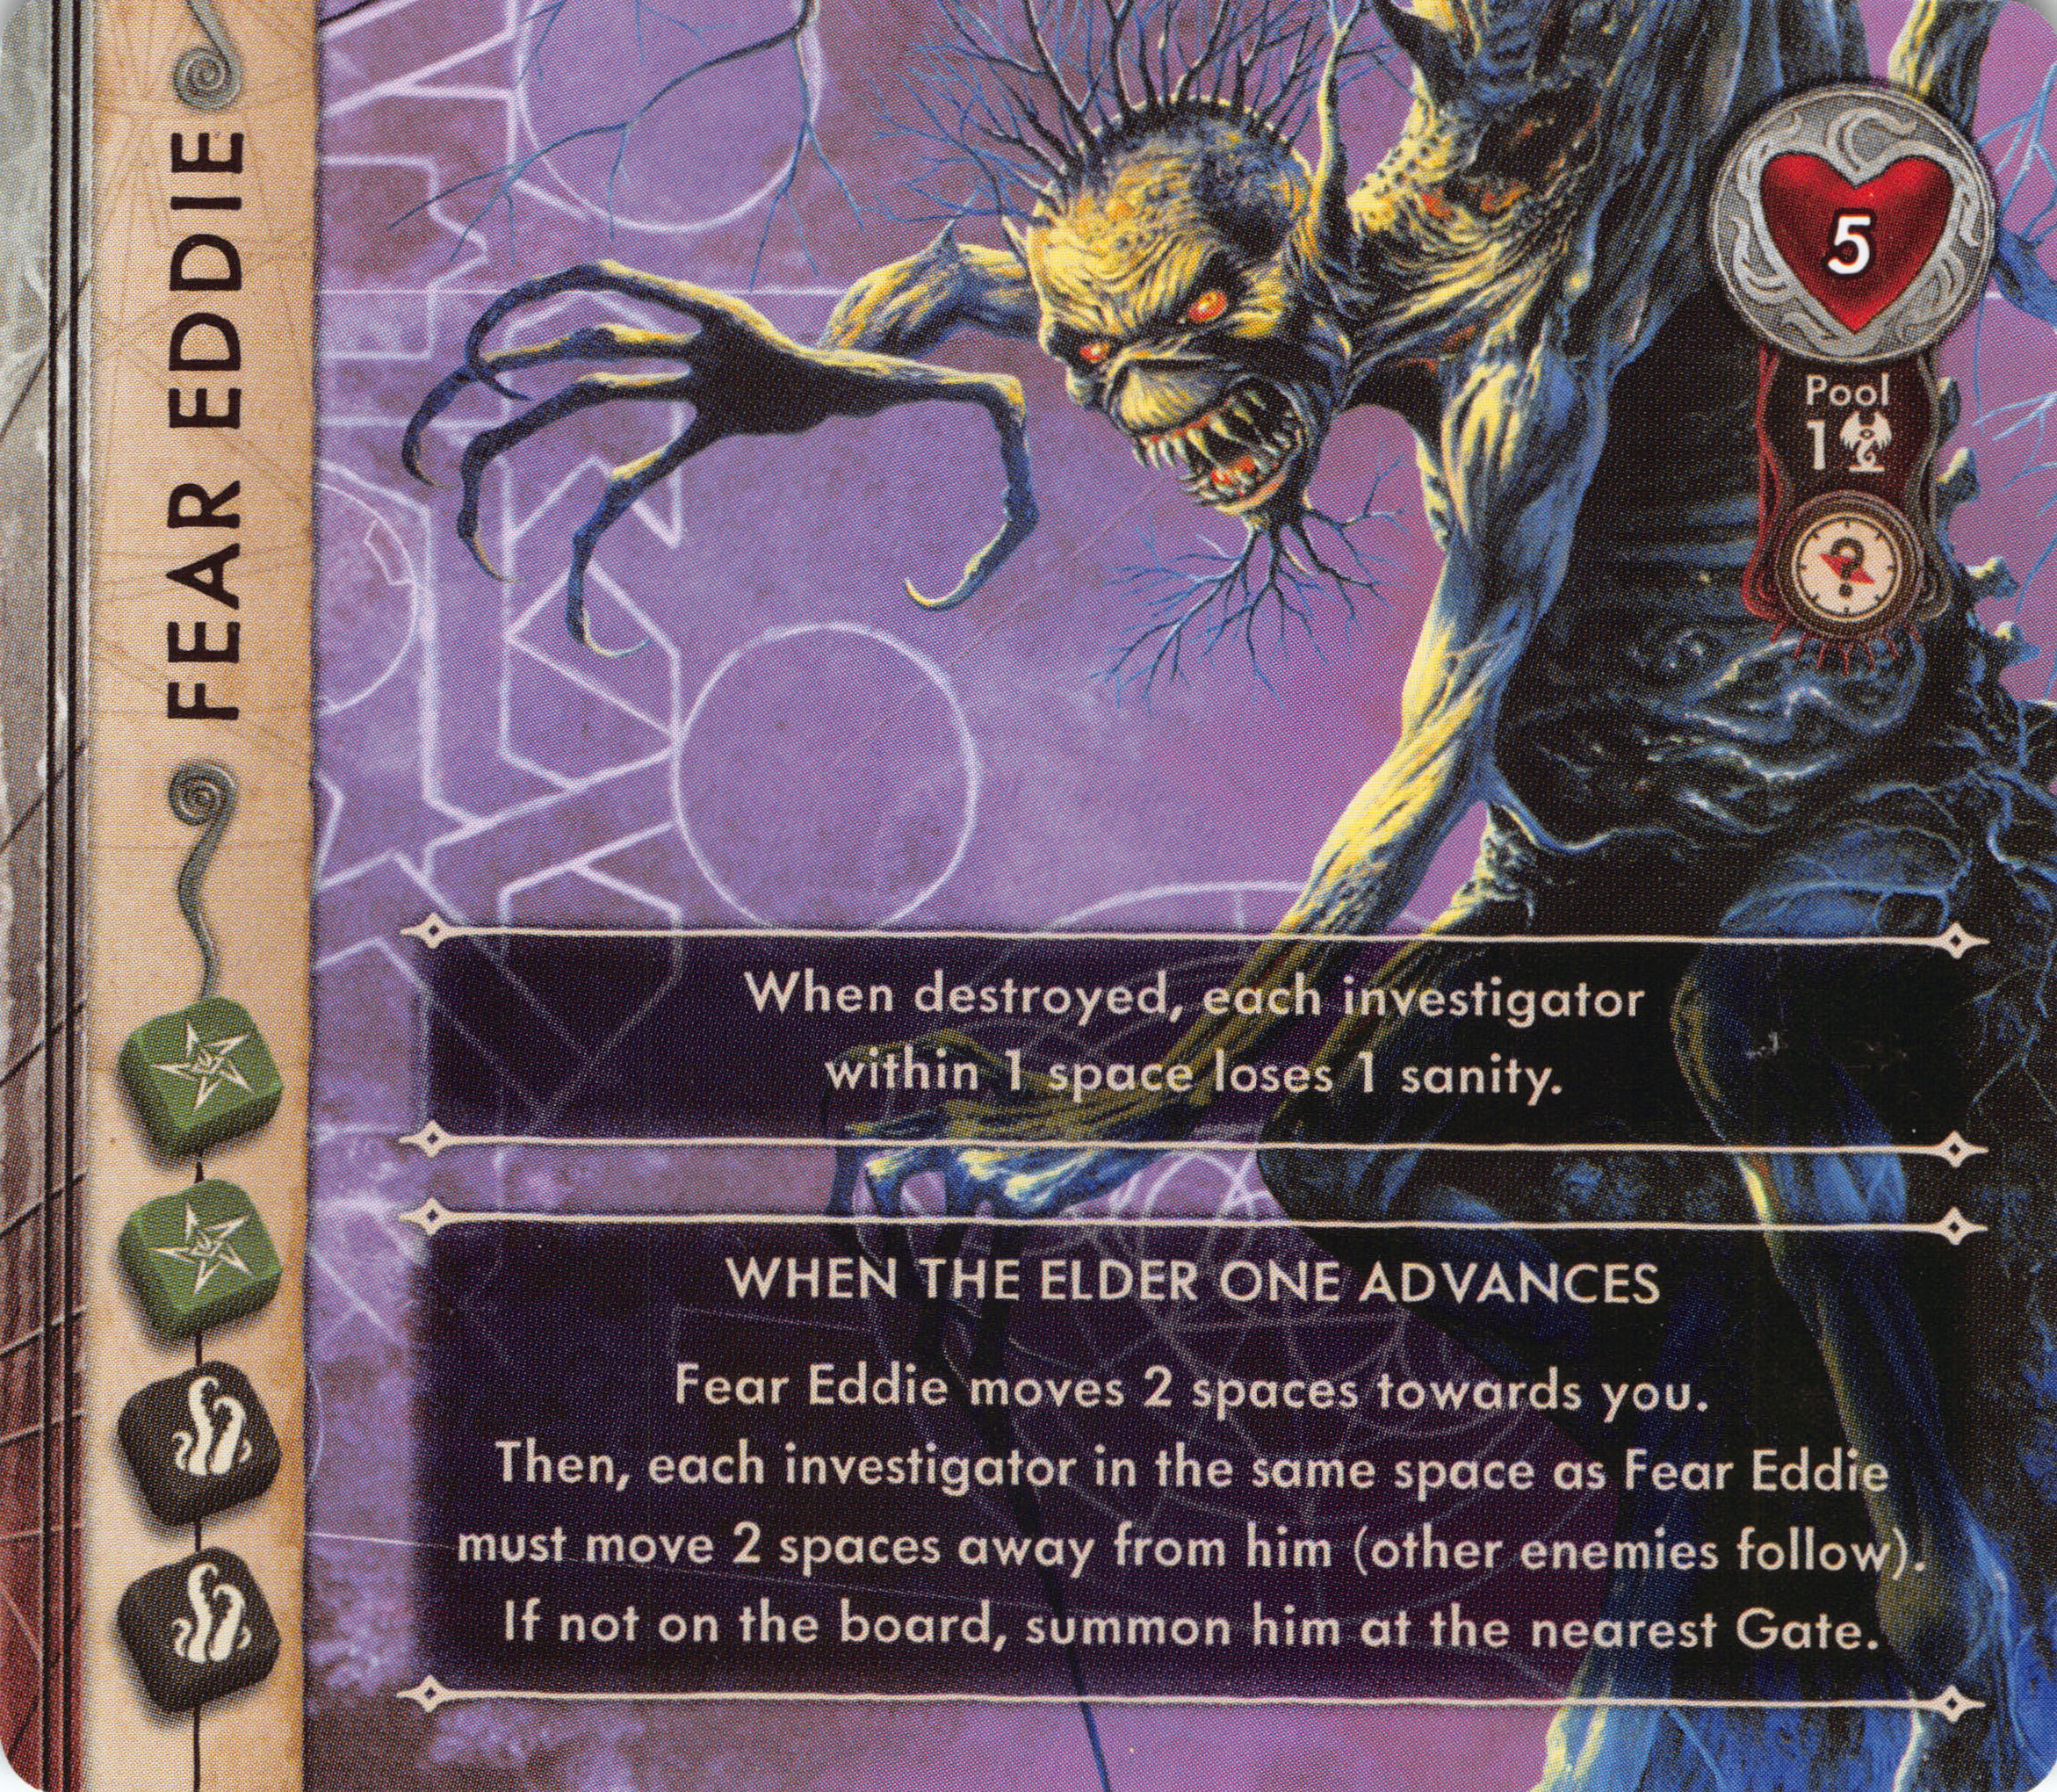 FEAR EDDIE
5
Pool
1
When destroyed, each investigator
within 1 space loses 1 sanity.
WHEN THE ELDER ONE ADVANCES
Fear Eddie moves 2 spaces towards you.
Then, each investigator in the same space as Fear Eddie
must move 2 spaces away from him (other enemies follow).
If not on the board, summon him at the nearest Gate.